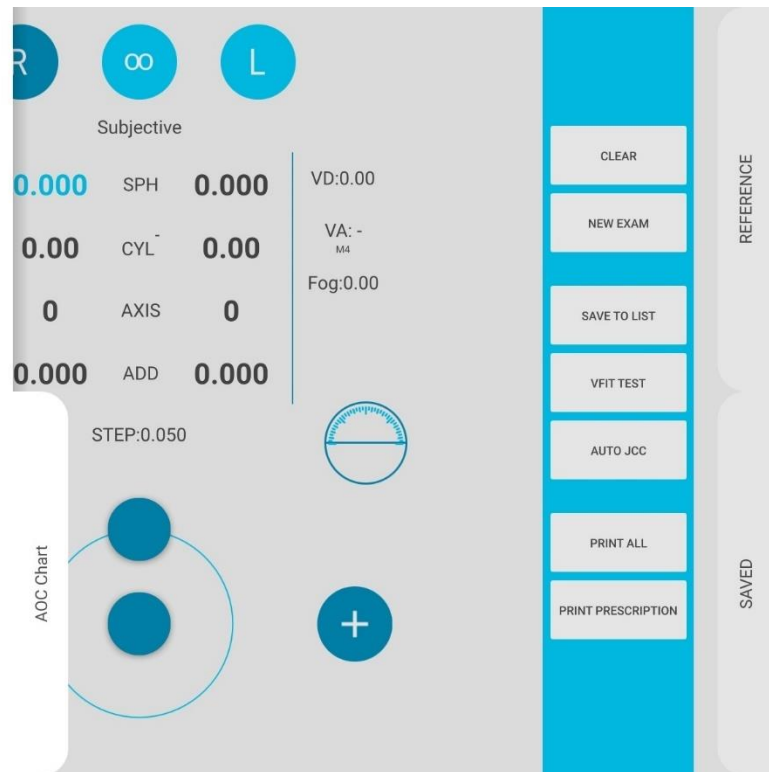 R ∞ L
Subjective
0.000 SPH 0.000 VD:0.00
0.00 CYL - 0.00 VA: -
M4
0 AXIS 0 Fog:0.00
0.000 ADD 0.000
STEP:0.050
+
AOC Chart
CLEAR
NEW EXAM
SAVE TO LIST
VFIT TEST
AUTO JCC
PRINT ALL
PRINT PRESCRIPTION
REFERENCE
SAVED